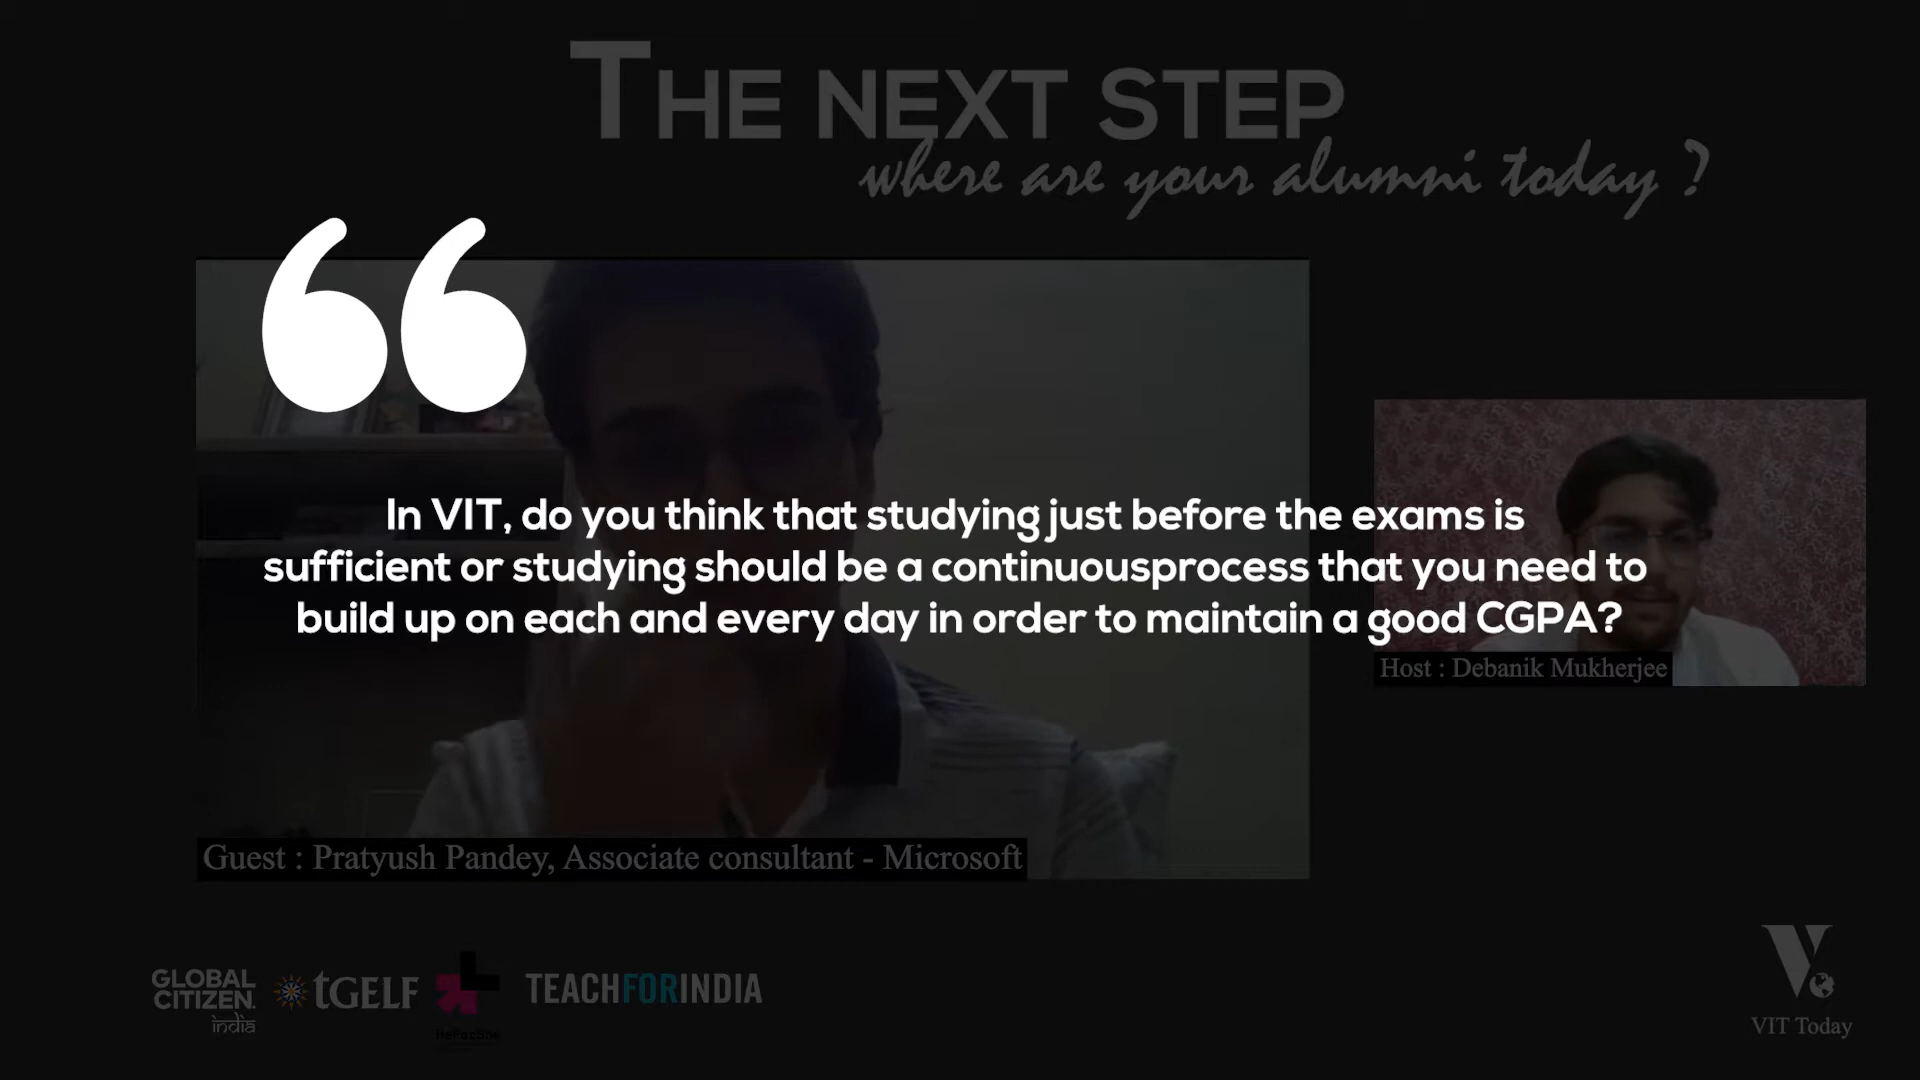 THE NEXT STEP
where are your alumni today ?
In VIT, do you think that studying just before the exams is
sufficient or studying should be a continuousprocess that you need to
build up on each and every day in order to maintain a good CGPA?
Host : Debanik Mukherjee
Guest : Pratyush Pandey, Associate consultant - Microsoft
GLOBAL
CITIZEN.
india
tGELF
HeForShe
TEACHFORINDIA
V
VIT Today